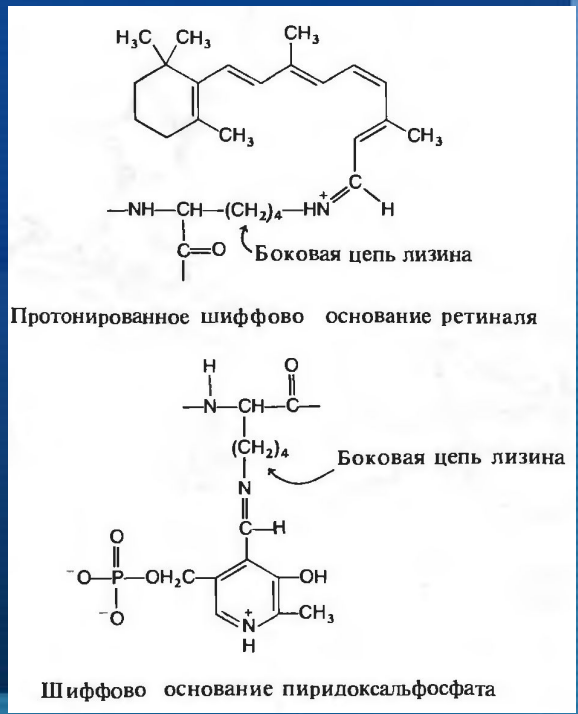 H₃C CH₃
CH₃
CH₃
CH₃
C
H
—NH—CH—(CH₂)₄—HN⁺
C=O
Боковая цепь лизина
Протонированное шиффово основание ретиналя
H O
—N—CH—C—
(CH₂)₄
Боковая цепь лизина
N
C—H
O
⁻O—P—OH₂C
OH
⁻O
CH₃
N⁺
H
Шиффово основание пиридоксальфосфата